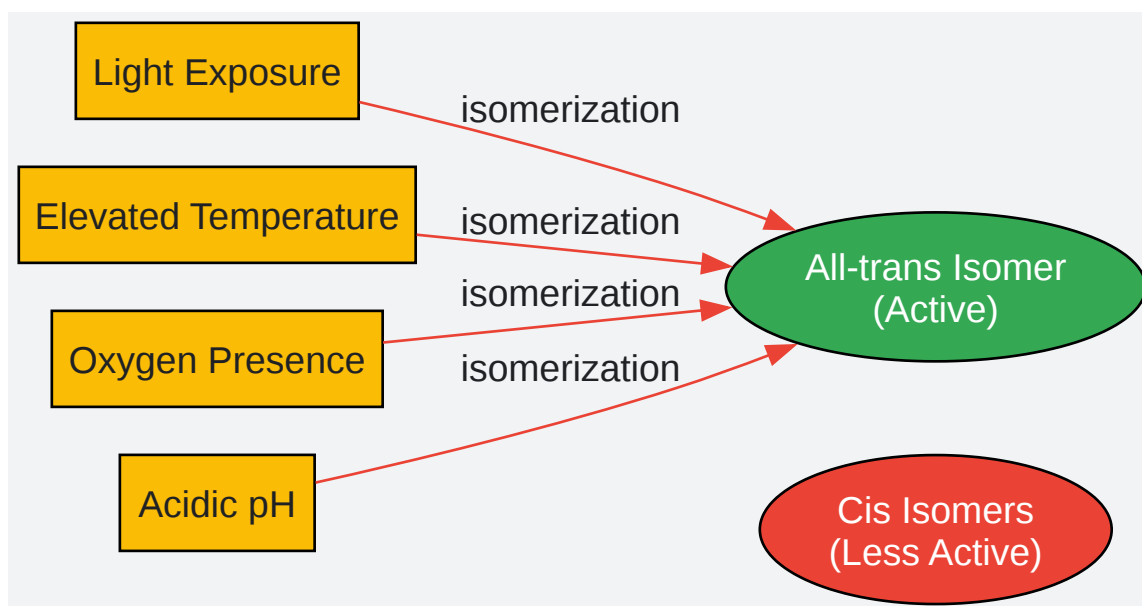 Light Exposure
isomerization
Elevated Temperature
isomerization
All-trans Isomer
(Active)
isomerization
Oxygen Presence
isomerization
Acidic pH
Cis Isomers
(Less Active)